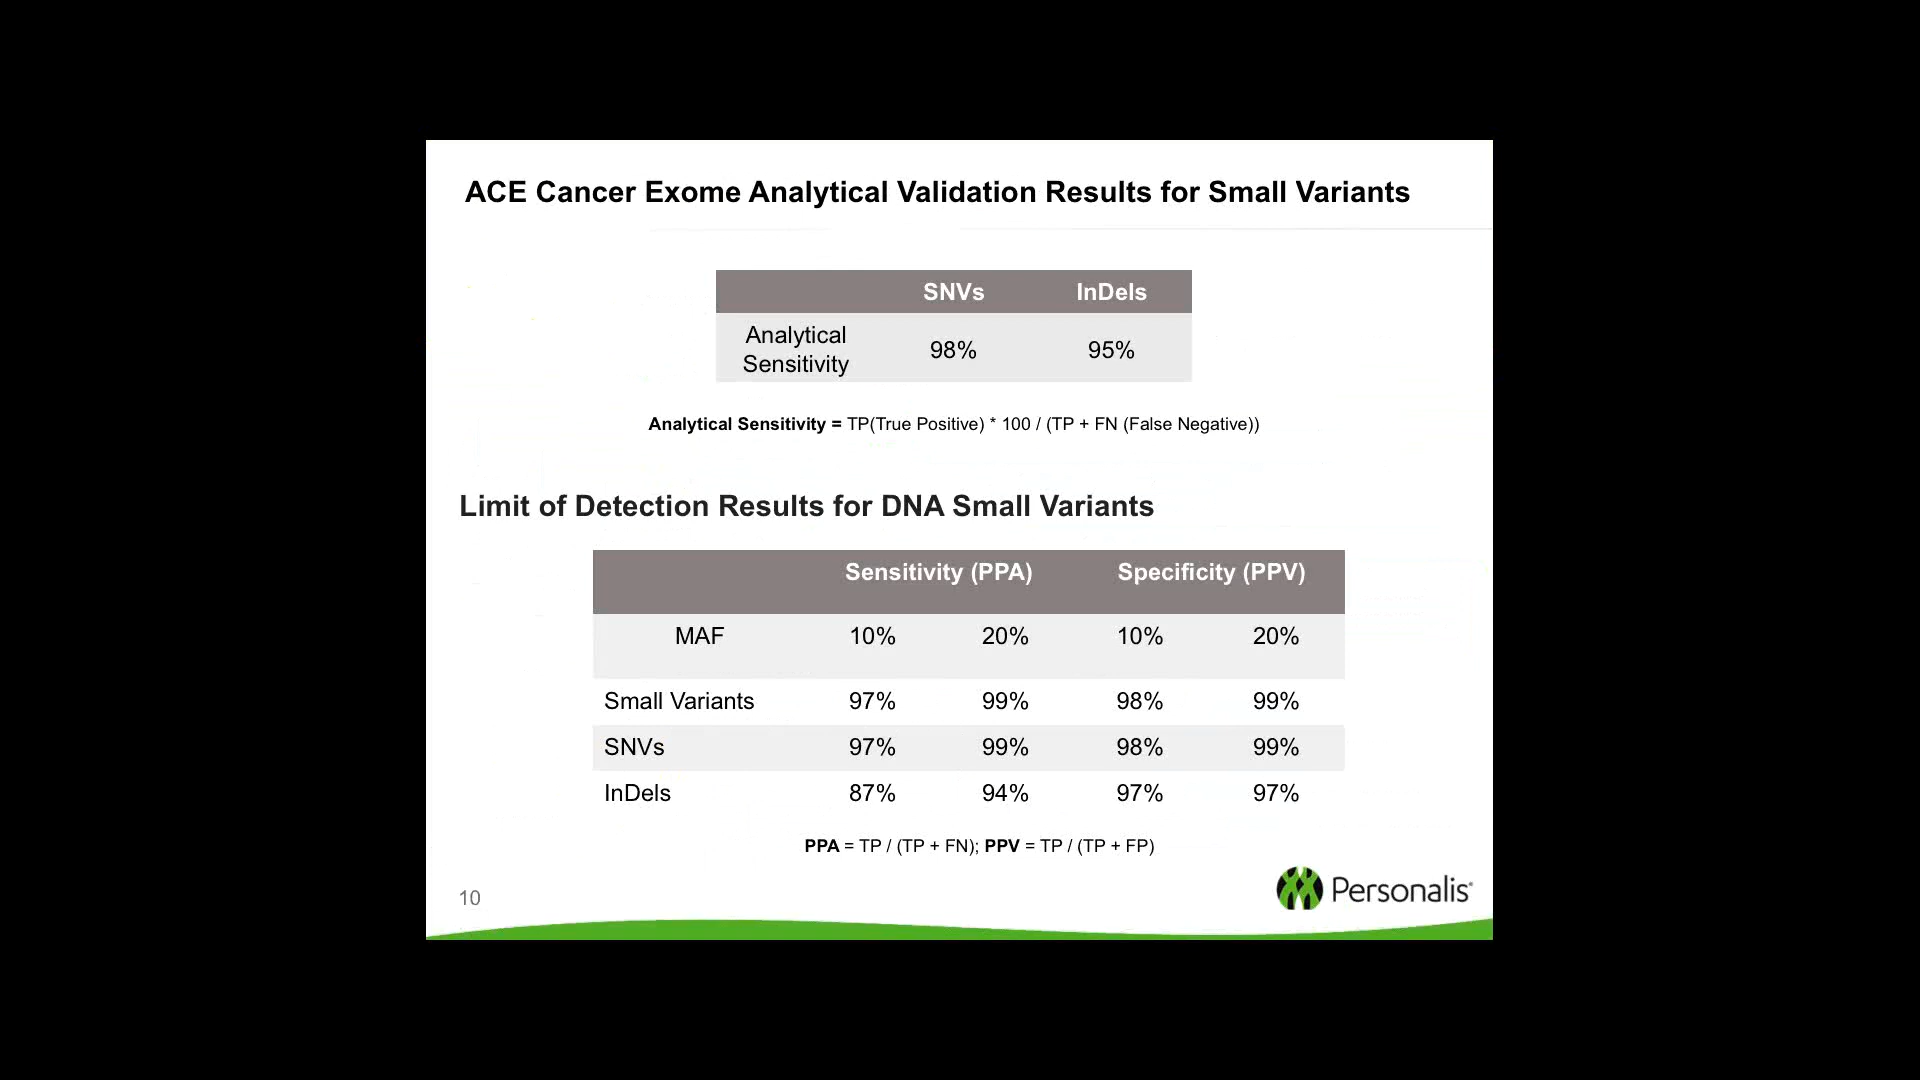 ACE Cancer Exome Analytical Validation Results for Small Variants
SNVs InDels
Analytical
Sensitivity 98% 95%
Analytical Sensitivity = TP(True Positive) * 100 / (TP + FN (False Negative))
Limit of Detection Results for DNA Small Variants
Sensitivity (PPA) Specificity (PPV)
MAF 10% 20% 10% 20%
Small Variants 97% 99% 98% 99%
SNVs 97% 99% 98% 99%
InDels 87% 94% 97% 97%
PPA = TP / (TP + FN); PPV = TP / (TP + FP)
Personalis
10